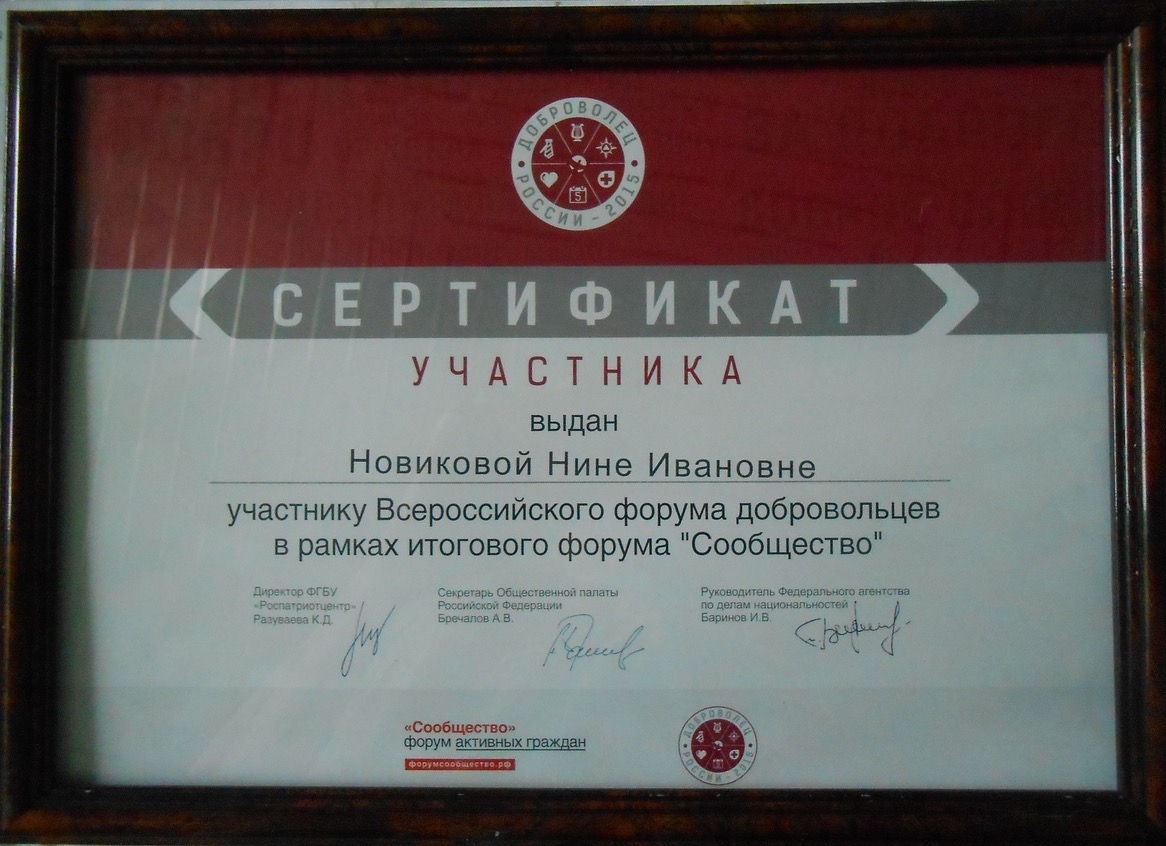 ДОБРОВОЛЕЦ
РОССИИ - 2015
5
СЕРТИФИКАТ
УЧАСТНИКА
выдан
Новиковой Нине Ивановне
участнику Всероссийского форума добровольцев
в рамках итогового форума "Сообщество"
Директор ФГБУ
«Роспатриотцентр»
Разуваева К.Д.
Секретарь Общественной палаты
Российской Федерации
Бречалов А.В.
Руководитель Федерального агентства
по делам национальностей
Баринов И.В.
«Сообщество»
форум активных граждан
форумсообщество.рф
ДОБРОВОЛЕЦ
РОССИИ - 2015